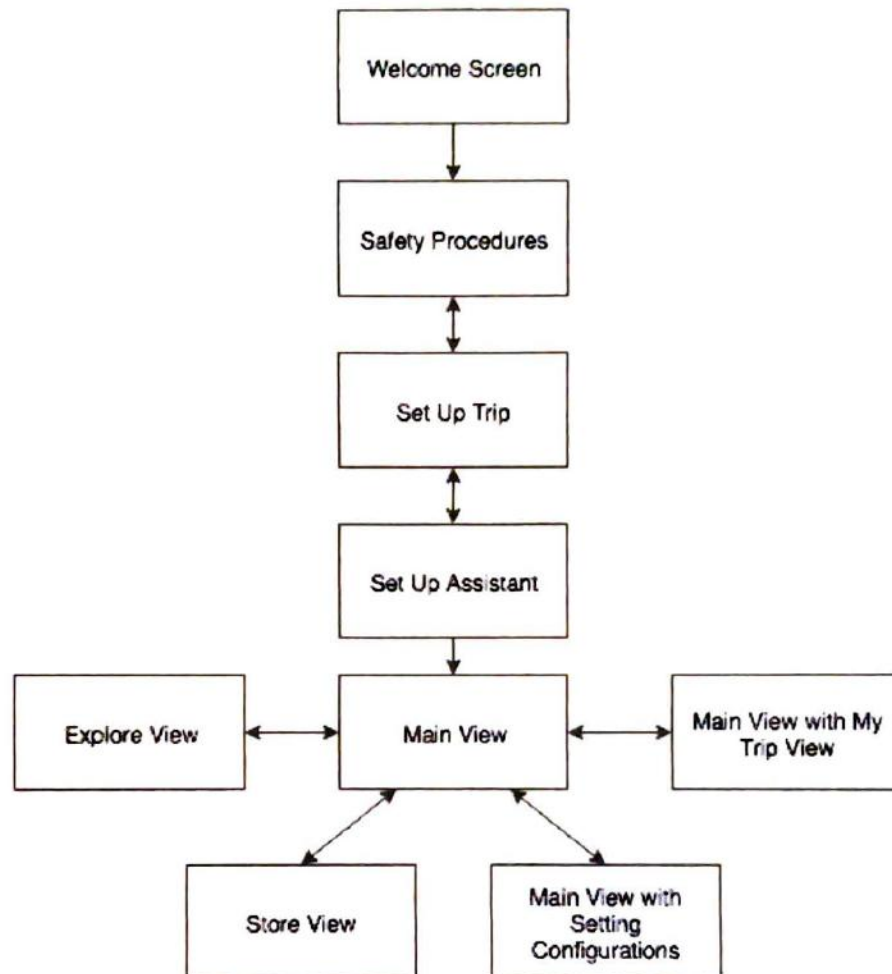 Welcome Screen
Safety Procedures
Set Up Trip
Set Up Assistant
Explore View
Main View
Main View with My
Trip View
Store View
Main View with
Setting
Configurations